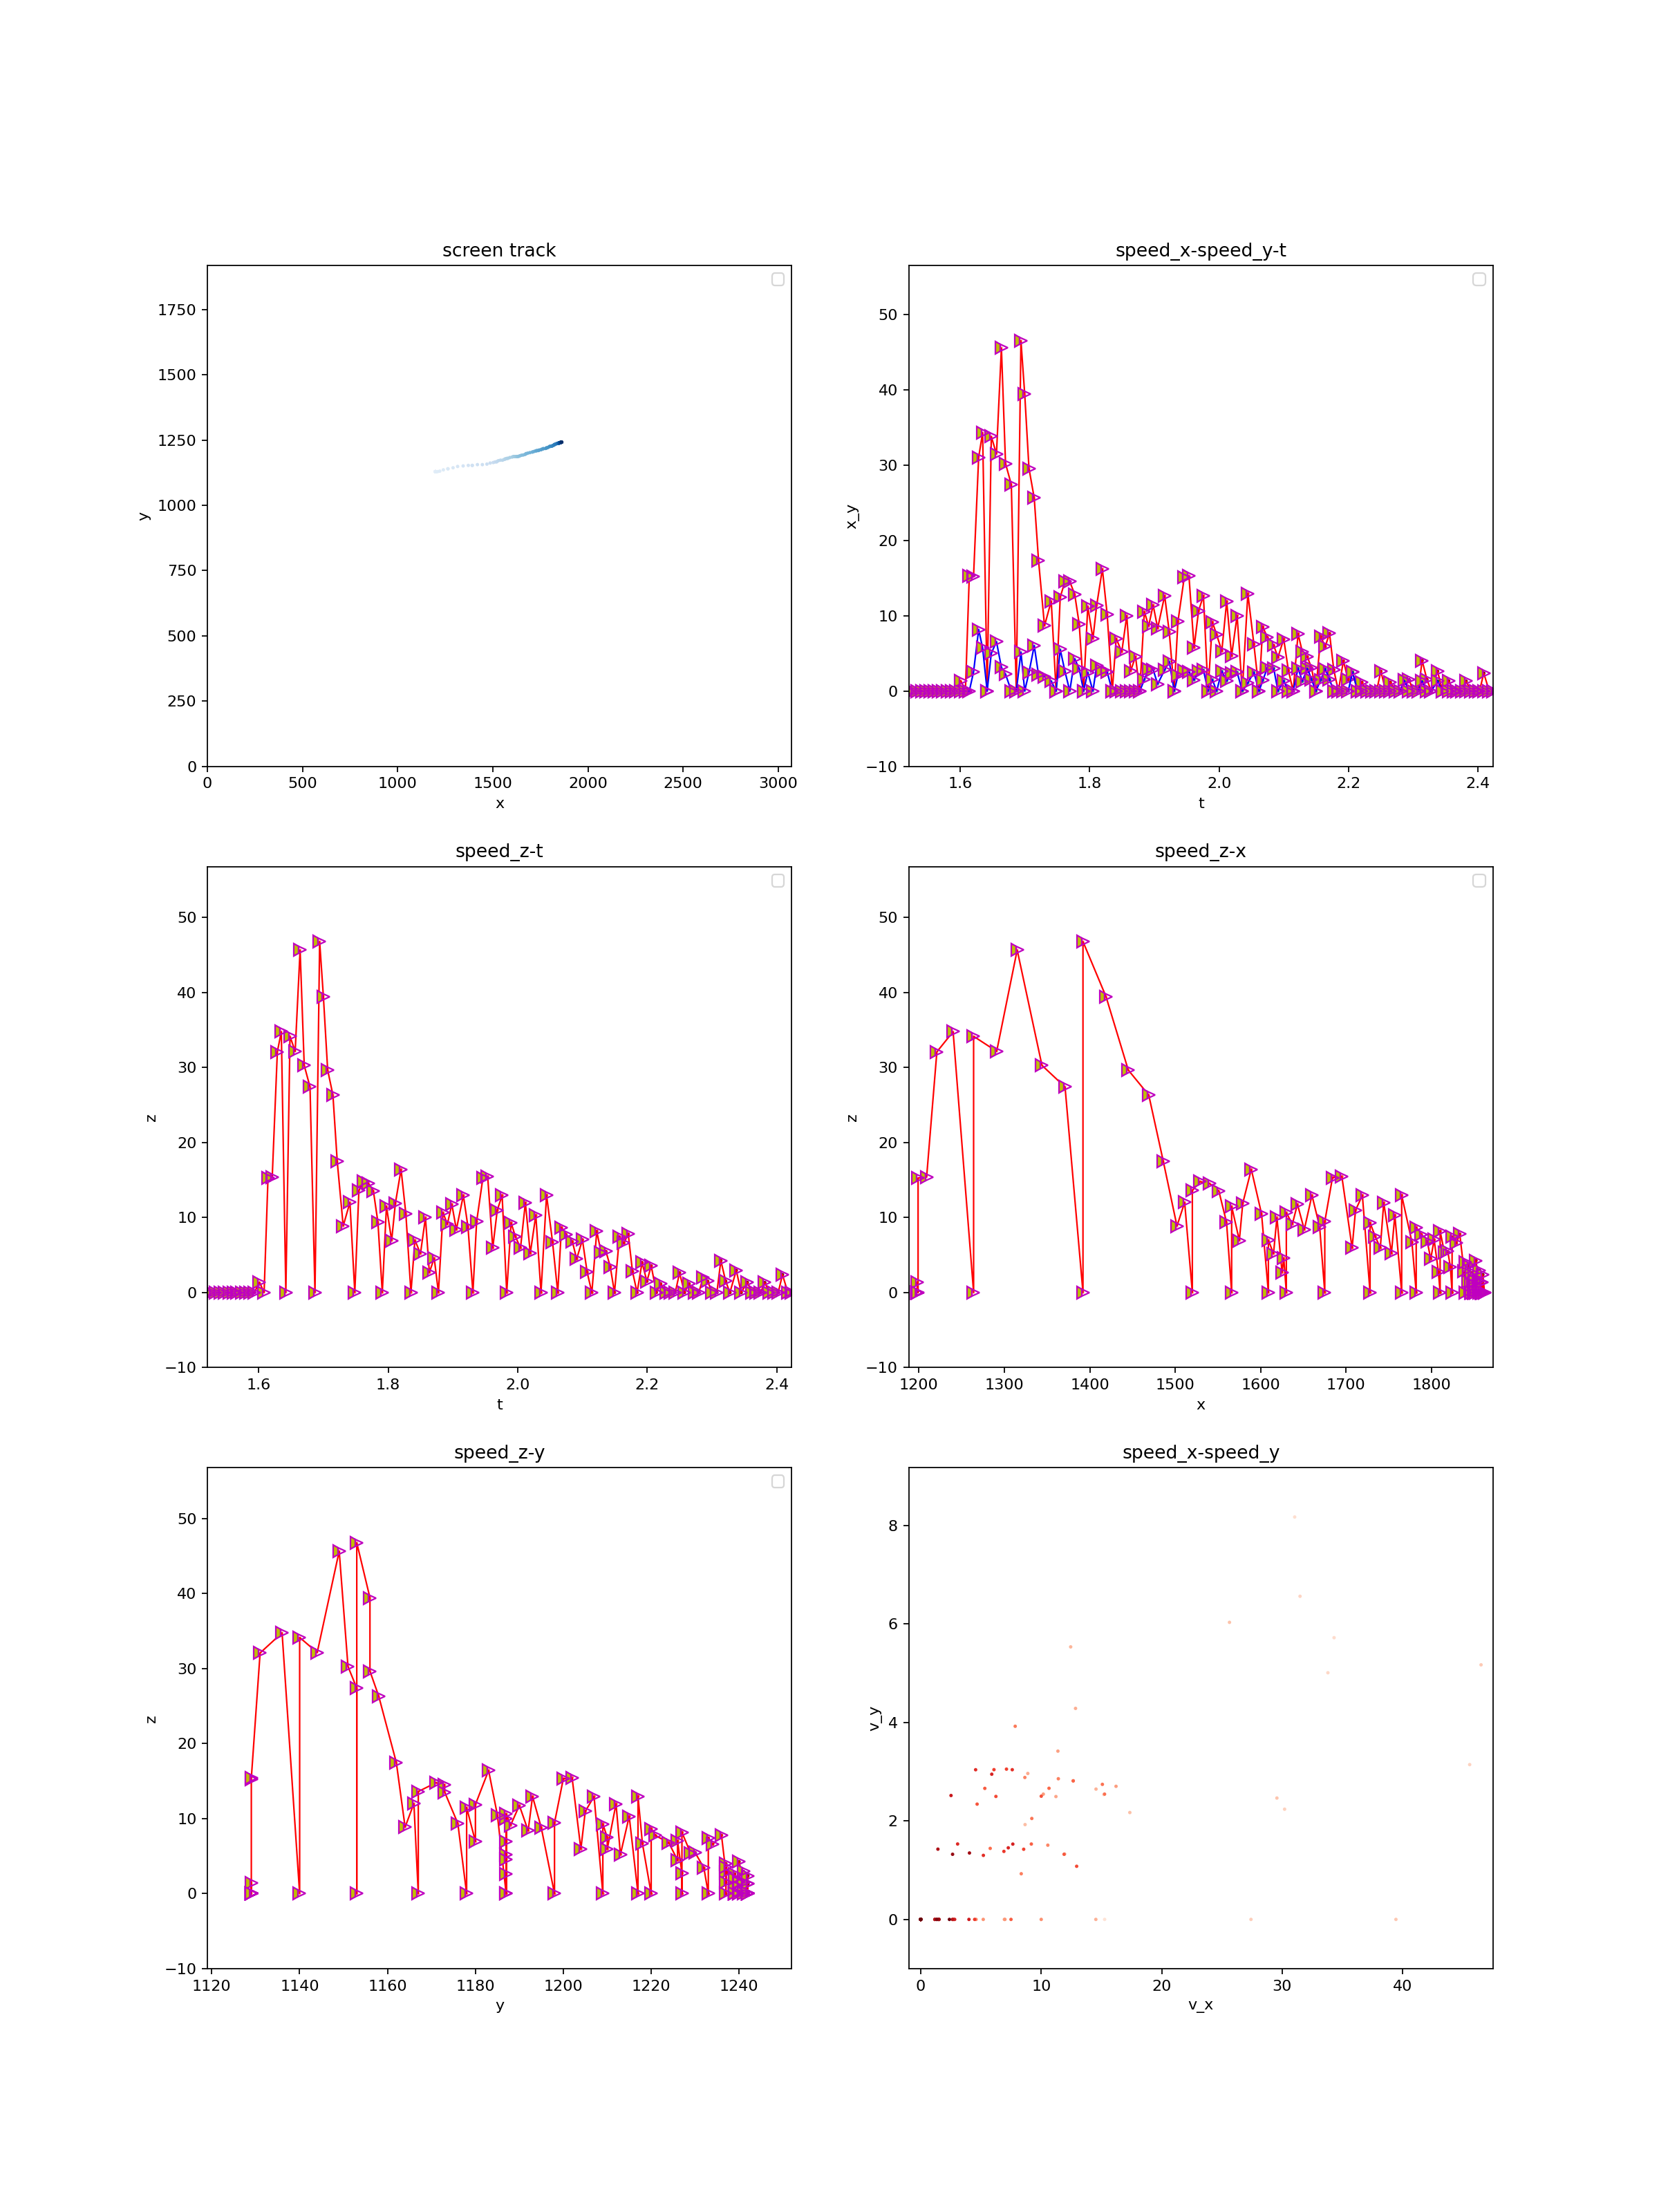 screen track
1750
1500
1250
1000
750
500
250
0
y
0 500 1000 1500 2000 2500 3000
x
speed_x-speed_y-t
50
40
30
20
10
0
−10
x_y
1.6 1.8 2.0 2.2 2.4
t
speed_z-t
50
40
30
20
10
0
−10
z
1.6 1.8 2.0 2.2 2.4
t
speed_z-x
50
40
30
20
10
0
−10
z
1200 1300 1400 1500 1600 1700 1800
x
speed_z-y
50
40
30
20
10
0
−10
z
1120 1140 1160 1180 1200 1220 1240
y
speed_x-speed_y
8
6
4
2
0
v_y
0 10 20 30 40
v_x